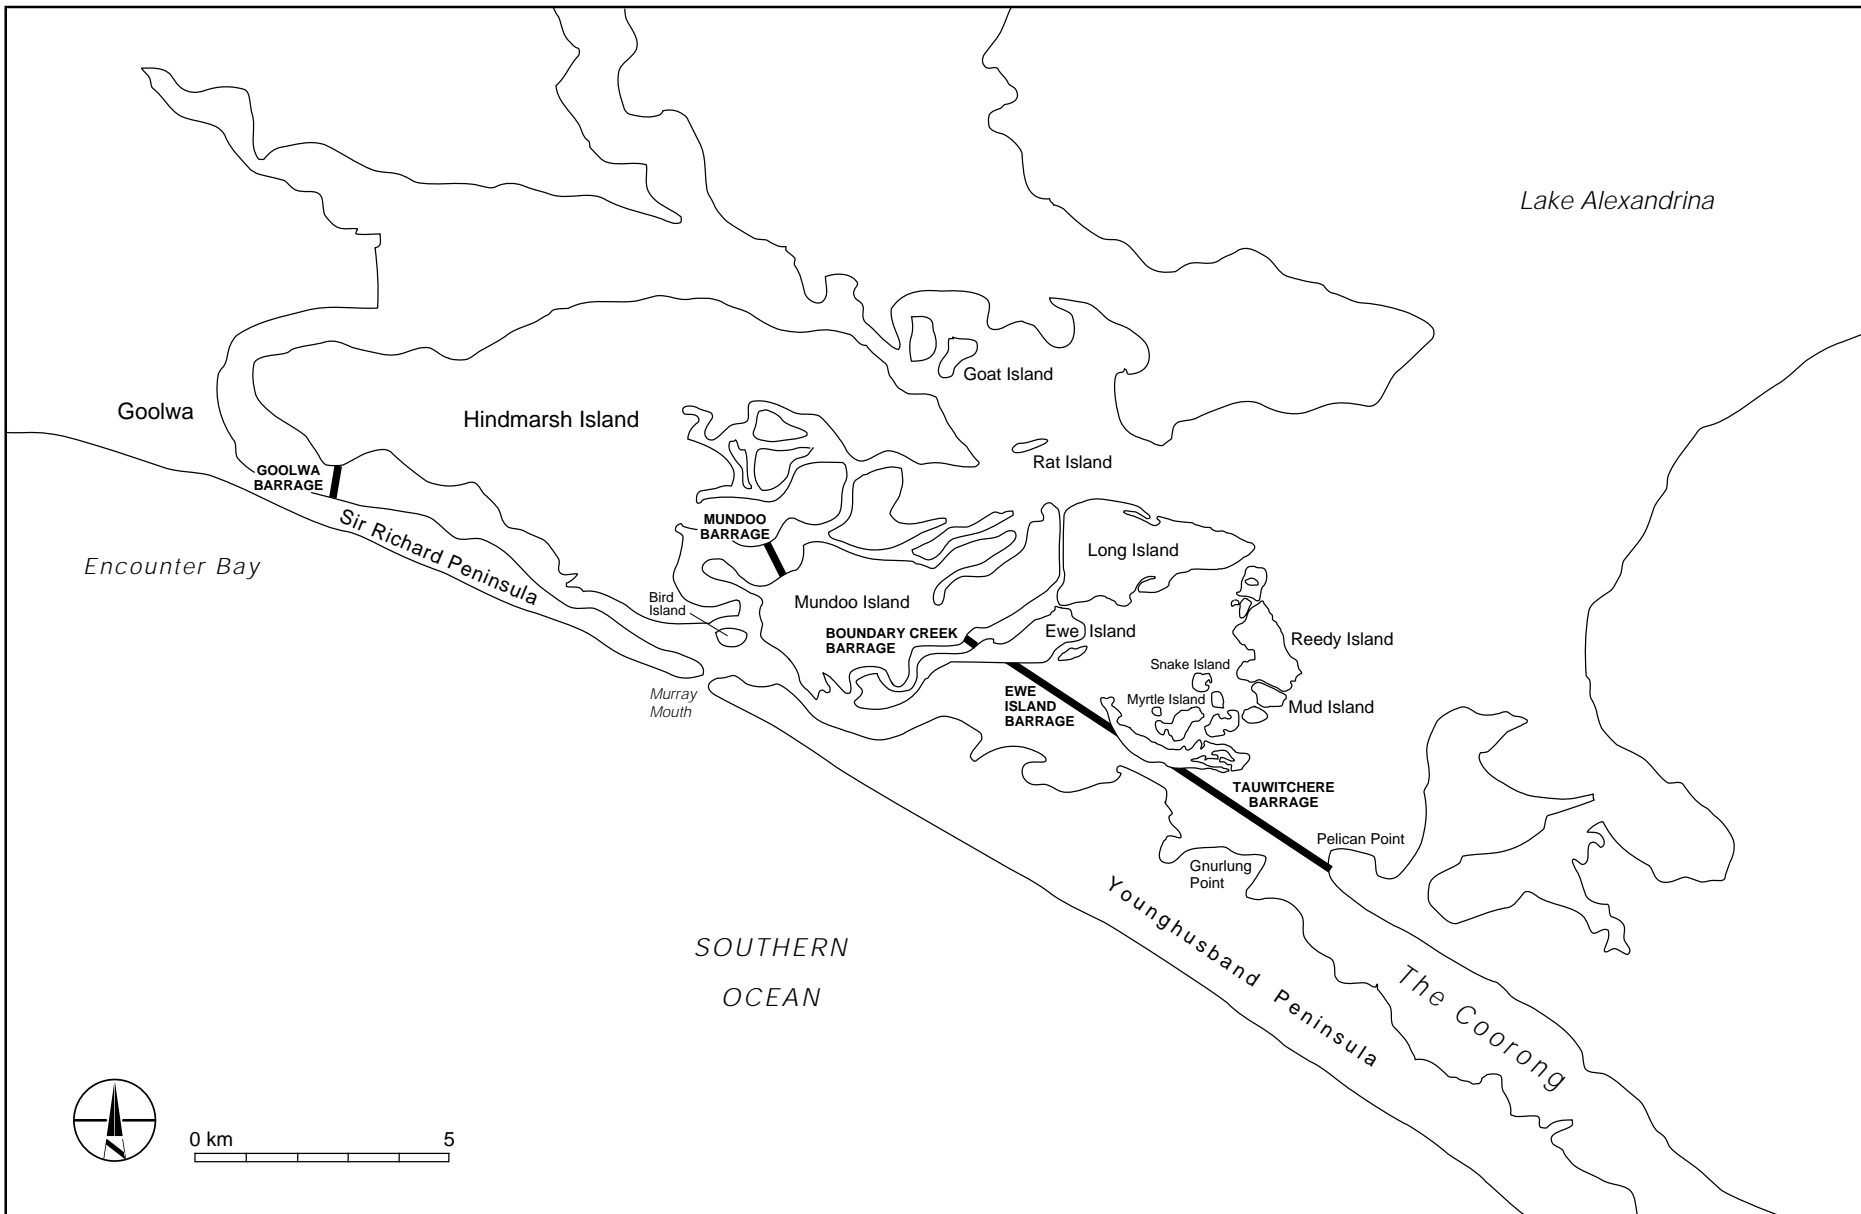 Lake Alexandrina
Goat Island
Goolwa
Hindmarsh Island
Rat Island
GOOLWA
BARRAGE
Sir Richard Peninsula
MUNDOO
BARRAGE
Long Island
Encounter Bay
Bird
Island
Mundoo Island
BOUNDARY CREEK
BARRAGE
Ewe Island
Reedy Island
Snake Island
Murray
Mouth
EWE
ISLAND
BARRAGE
Myrtle Island
Mud Island
TAUWITCHERE
BARRAGE
Pelican Point
Gnurlung
Point
Younghusband Peninsula
SOUTHERN
OCEAN
The Coorong
N
0 km 5